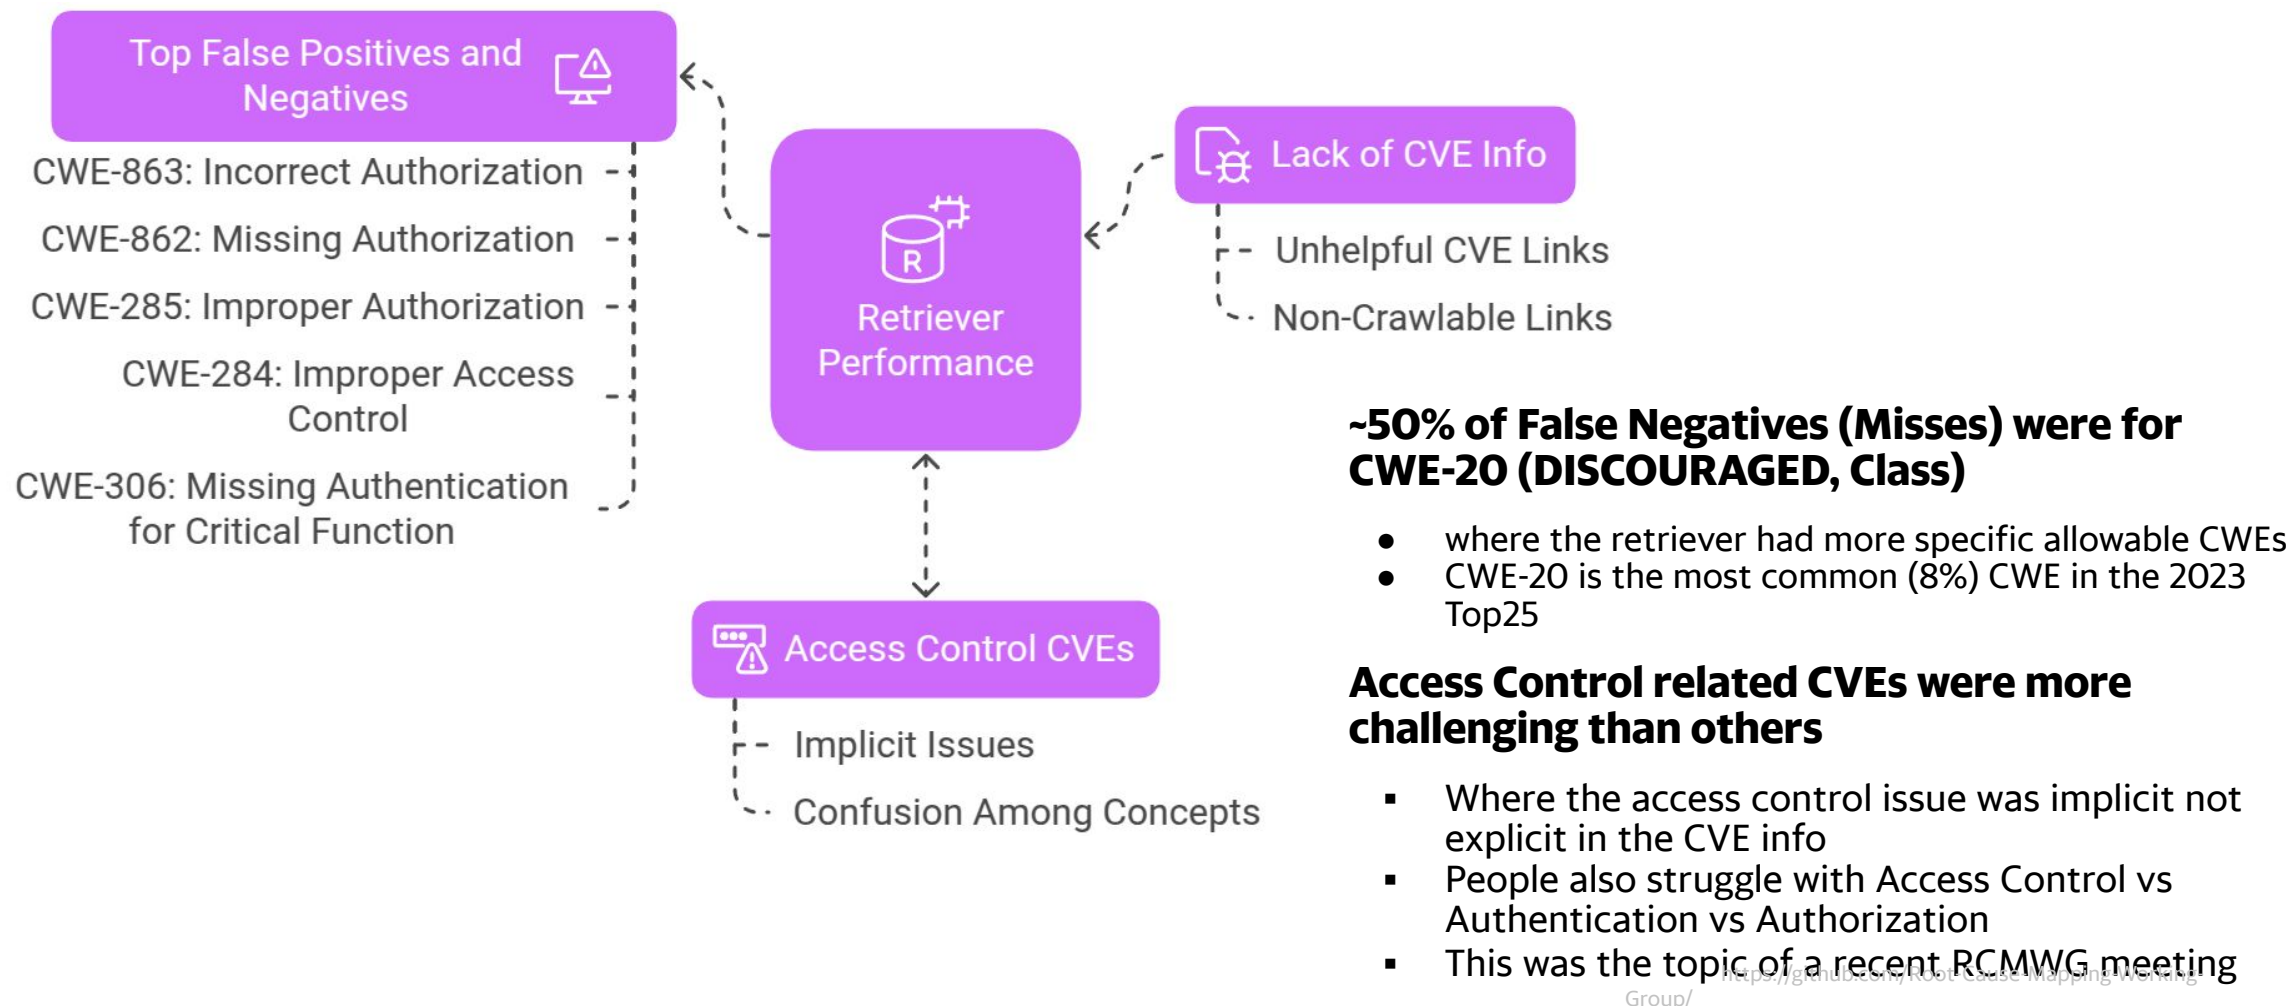 Top False Positives and
Negatives
CWE-863: Incorrect Authorization
CWE-862: Missing Authorization
CWE-285: Improper Authorization
CWE-284: Improper Access
Control
CWE-306: Missing Authentication
for Critical Function
R
Retriever
Performance
Lack of CVE Info
Unhelpful CVE Links
Non-Crawlable Links
Access Control CVEs
Implicit Issues
Confusion Among Concepts
~50% of False Negatives (Misses) were for
CWE-20 (DISCOURAGED, Class)
● where the retriever had more specific allowable CWEs
● CWE-20 is the most common (8%) CWE in the 2023
Top25
Access Control related CVEs were more
challenging than others
▪ Where the access control issue was implicit not
explicit in the CVE info
▪ People also struggle with Access Control vs
Authentication vs Authorization
▪ This was the topic of a recent RCMWG meeting
https://github.com/Root-Cause-Mapping-Working-
Group/